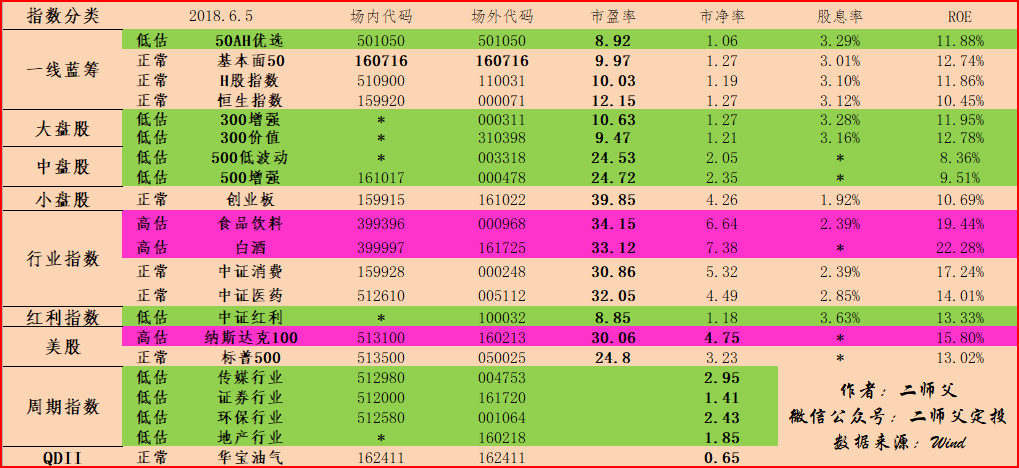 指数分类 2018.6.5 场内代码 场外代码 市盈率 市净率 股息率 ROE
一线蓝筹
低估 50AH优选 501050 501050 8.92 1.06 3.29% 11.88%
正常 基本面50 160716 160716 9.97 1.27 3.01% 12.74%
正常 H股指数 510900 110031 10.03 1.19 3.10% 11.86%
正常 恒生指数 159920 000071 12.15 1.27 3.12% 10.45%
大盘股
低估 300增强 * 000311 10.63 1.27 3.28% 11.95%
低估 300价值 * 310398 9.47 1.21 3.16% 12.78%
中盘股
低估 500低波动 * 003318 24.53 2.05 * 8.36%
低估 500增强 161017 000478 24.72 2.35 * 9.51%
小盘股 正常 创业板 159915 161022 39.85 4.26 1.92% 10.69%
行业指数
高估 食品饮料 399396 000968 34.15 6.64 2.39% 19.44%
高估 白酒 399997 161725 33.12 7.38 * 22.28%
正常 中证消费 159928 000248 30.86 5.32 2.39% 17.24%
正常 中证医药 512610 005112 32.05 4.49 2.85% 14.01%
红利指数 低估 中证红利 * 100032 8.85 1.18 3.63% 13.33%
美股
高估 纳斯达克100 513100 160213 30.06 4.75 * 15.80%
正常 标普500 513500 050025 24.8 3.23 * 13.02%
周期指数
低估 传媒行业 512980 004753 2.95
低估 证券行业 512000 161720 1.41
低估 环保行业 512580 001064 2.43
低估 地产行业 * 160218 1.85
QDII 正常 华宝油气 162411 162411 0.65
作者：二师父
微信公众号：二师父定投
数据来源：Wind